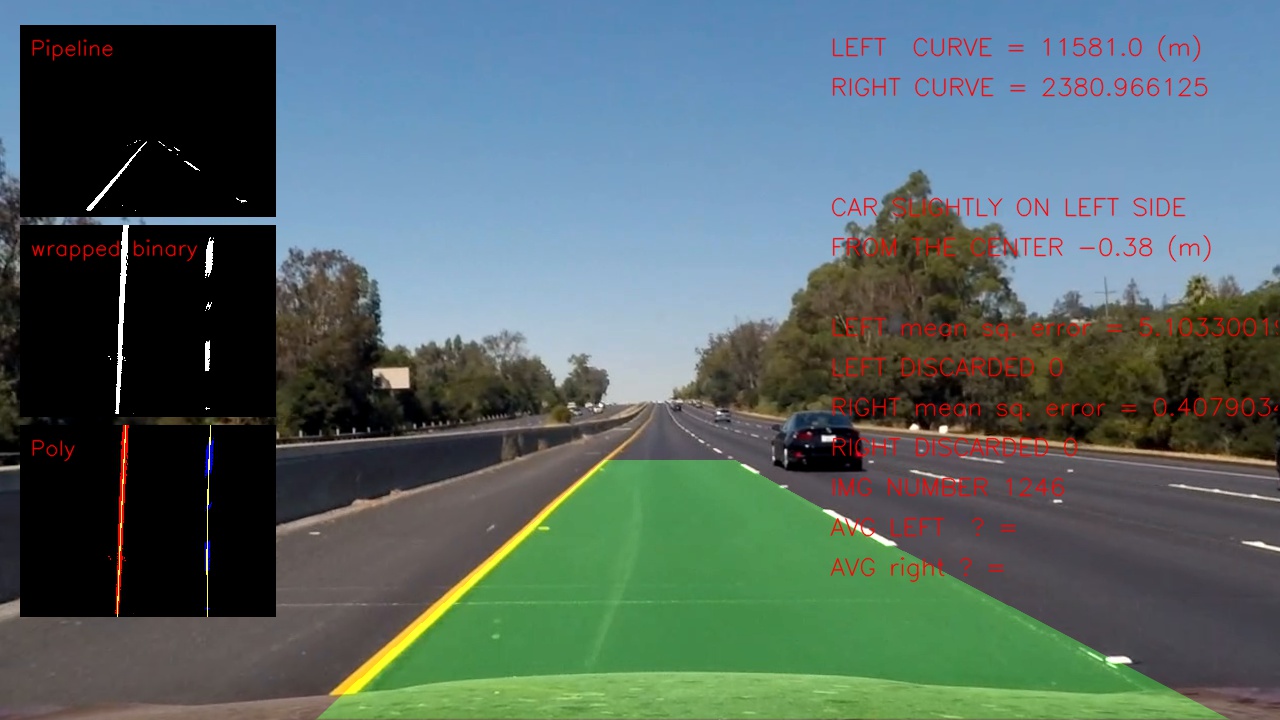 Pipeline
wrapped binary
Poly
LEFT CURVE = 11581.0 (m)
RIGHT CURVE = 2380.966125
CAR SLIGHTLY ON LEFT SIDE
FROM THE CENTER -0.38 (m)
LEFT mean sq. error = 5.1033001
LEFT DISCARDED 0
RIGHT mean sq. error = 0.407903
RIGHT DISCARDED 0
IMG NUMBER 1246
AVG LEFT ? =
AVG right ? =